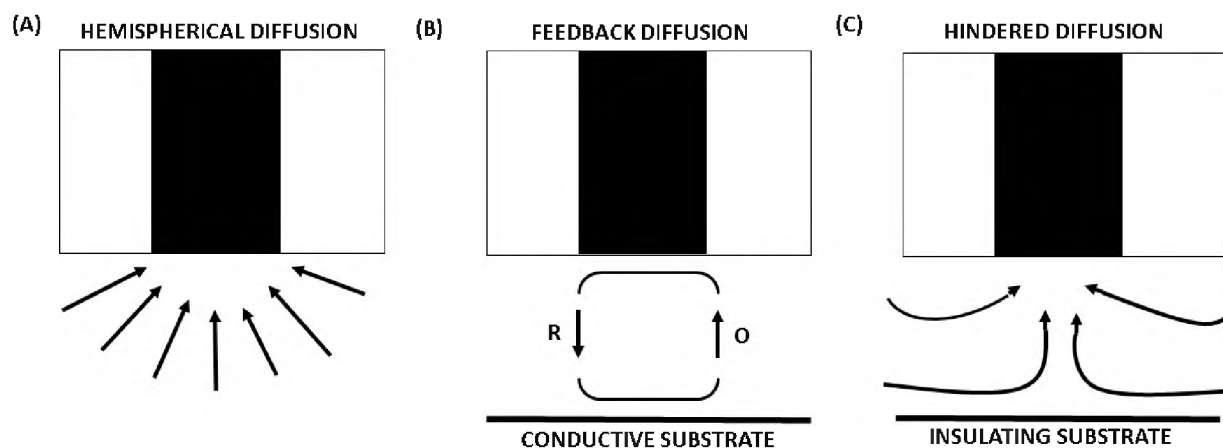 (A)
HEMISPHERICAL DIFFUSION
(B)
FEEDBACK DIFFUSION
R
O
CONDUCTIVE SUBSTRATE
(C)
HINDERED DIFFUSION
INSULATING SUBSTRATE